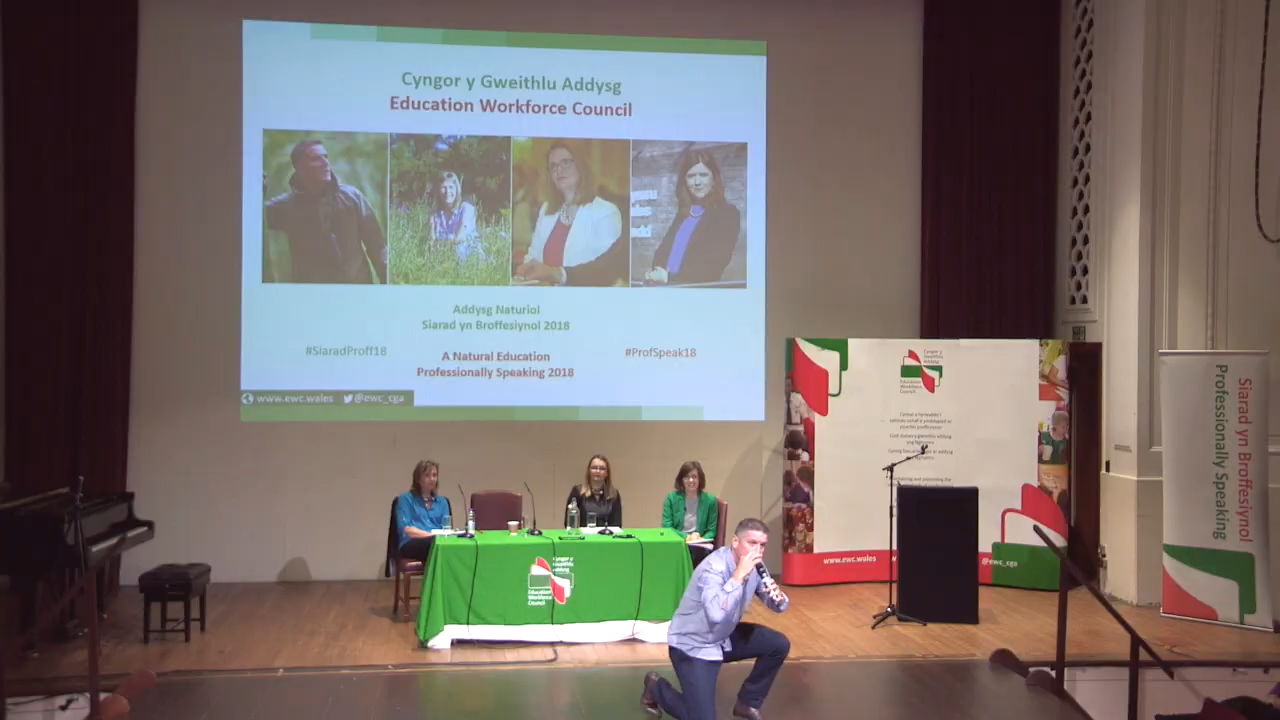 Cyngor y Gweithlu Addysg
Education Workforce Council
Addysg Naturiol
Siarad yn Broffesiynol 2018
#SiaradProff18
#ProfSpeak18
A Natural Education
Professionally Speaking 2018
www.ewc.wales
@ewc_cga
Cyngor y
Gweithlu
Addysg
Education
Workforce
Council
www.ewc.wales
@ewc_cga
Siarad yn Broffesiynol
Professionally Speaking
Cyngor y
Gweithlu
Addysg
Education
Workforce
Council